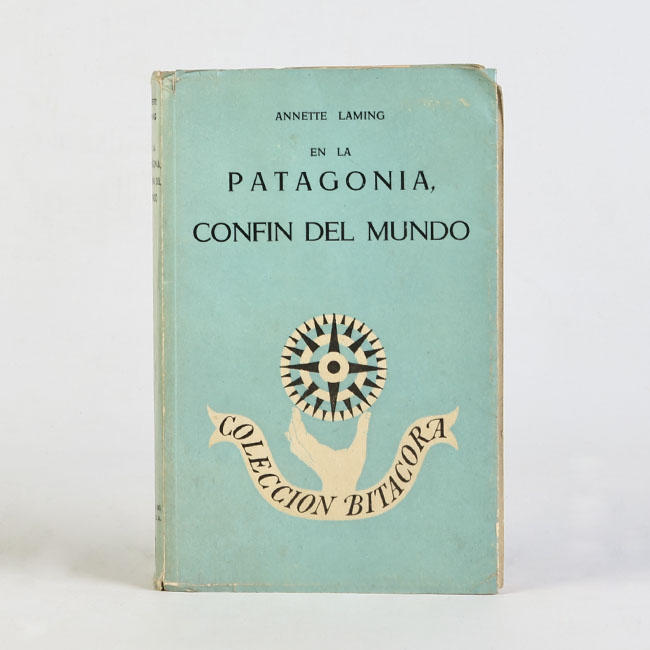 ANNETTE LAMING
EN LA
PATAGONIA,
CONFIN DEL MUNDO
COLECCION BITACORA